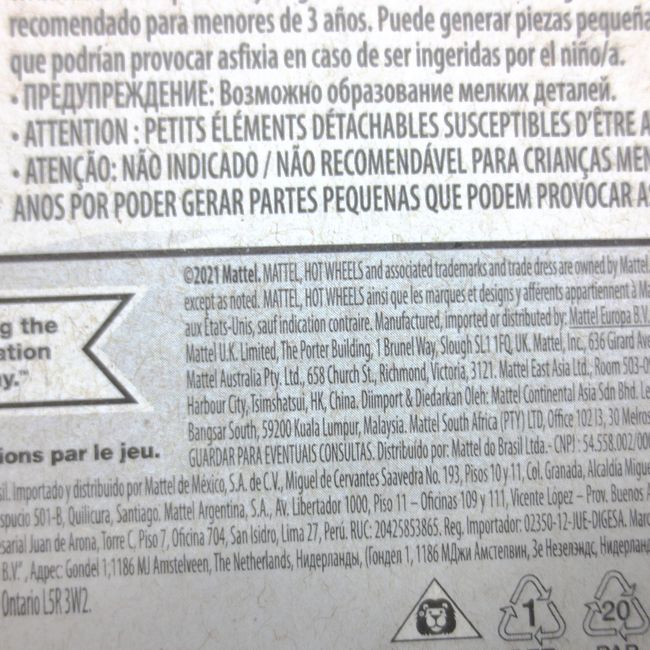 recomendado para menores de 3 años. Puede generar piezas pequeña
que podrían provocar asfixia en caso de ser ingeridas por el niño/a.
• ПРЕДУПРЕЖДЕНИЕ: Возможно образование мелких деталей.
• ATTENTION : PETITS ÉLÉMENTS DÉTACHABLES SUSCEPTIBLES D'ÊTRE A
• ATENÇÃO: NÃO INDICADO / NÃO RECOMENDÁVEL PARA CRIANÇAS MEN
ANOS POR PODER GERAR PARTES PEQUENAS QUE PODEM PROVOCAR AS
©2021 Mattel. MATTEL, HOT WHEELS and associated trademarks and trade dress are owned by Mattel
except as noted. MATTEL, HOT WHEELS ainsi que les marques et designs y afférents appartiennent à Ma
aux États-Unis, sauf indication contraire. Manufactured, imported or distributed by: Mattel Europa B.V.
Mattel U.K. Limited, The Porter Building, 1 Brunel Way, Slough SL1 1FQ, UK. Mattel, Inc., 636 Girard Ave
Mattel Australia Pty. Ltd., 658 Church St., Richmond, Victoria, 3121. Mattel East Asia Ltd., Room 503-0
Harbour City, Tsimshatsui, HK, China. Diimport & Diedarkan Oleh: Mattel Continental Asia Sdn Bhd. Le
Bangsar South, 59200 Kuala Lumpur, Malaysia. Mattel South Africa (PTY) LTD, Office 102 I3, 30 Melros
GUARDAR PARA EVENTUAIS CONSULTAS. Distribuído por: Mattel do Brasil Ltda.- CNPJ : 54.558.002/00
ng the
ation
y.™
ions par le jeu.
sil. Importado y distribuido por Mattel de México, S.A. de C.V., Miguel de Cervantes Saavedra No. 193, Pisos 10 y 11, Col. Granada, Alcaldía Migue
spucio 501-B, Quilicura, Santiago. Mattel Argentina, S.A., Av. Libertador 1000, Piso 11 – Oficinas 109 y 111, Vicente López – Prov. Buenos A
sarial Juan de Arona, Torre C, Piso 7, Oficina 704, San Isidro, Lima 27, Perú. RUC: 20425853865. Reg. Importador: 02350-12-JUE-DIGESA. Marc
B.V." , Адрес: Gondel 1,1186 MJ Amstelveen, The Netherlands, Нидерланды, (Гондел 1, 1186 МДжи Амстелвин, Зе Незелэндс, Нидерланд
Ontario L5R 3W2.
1
20
PAP